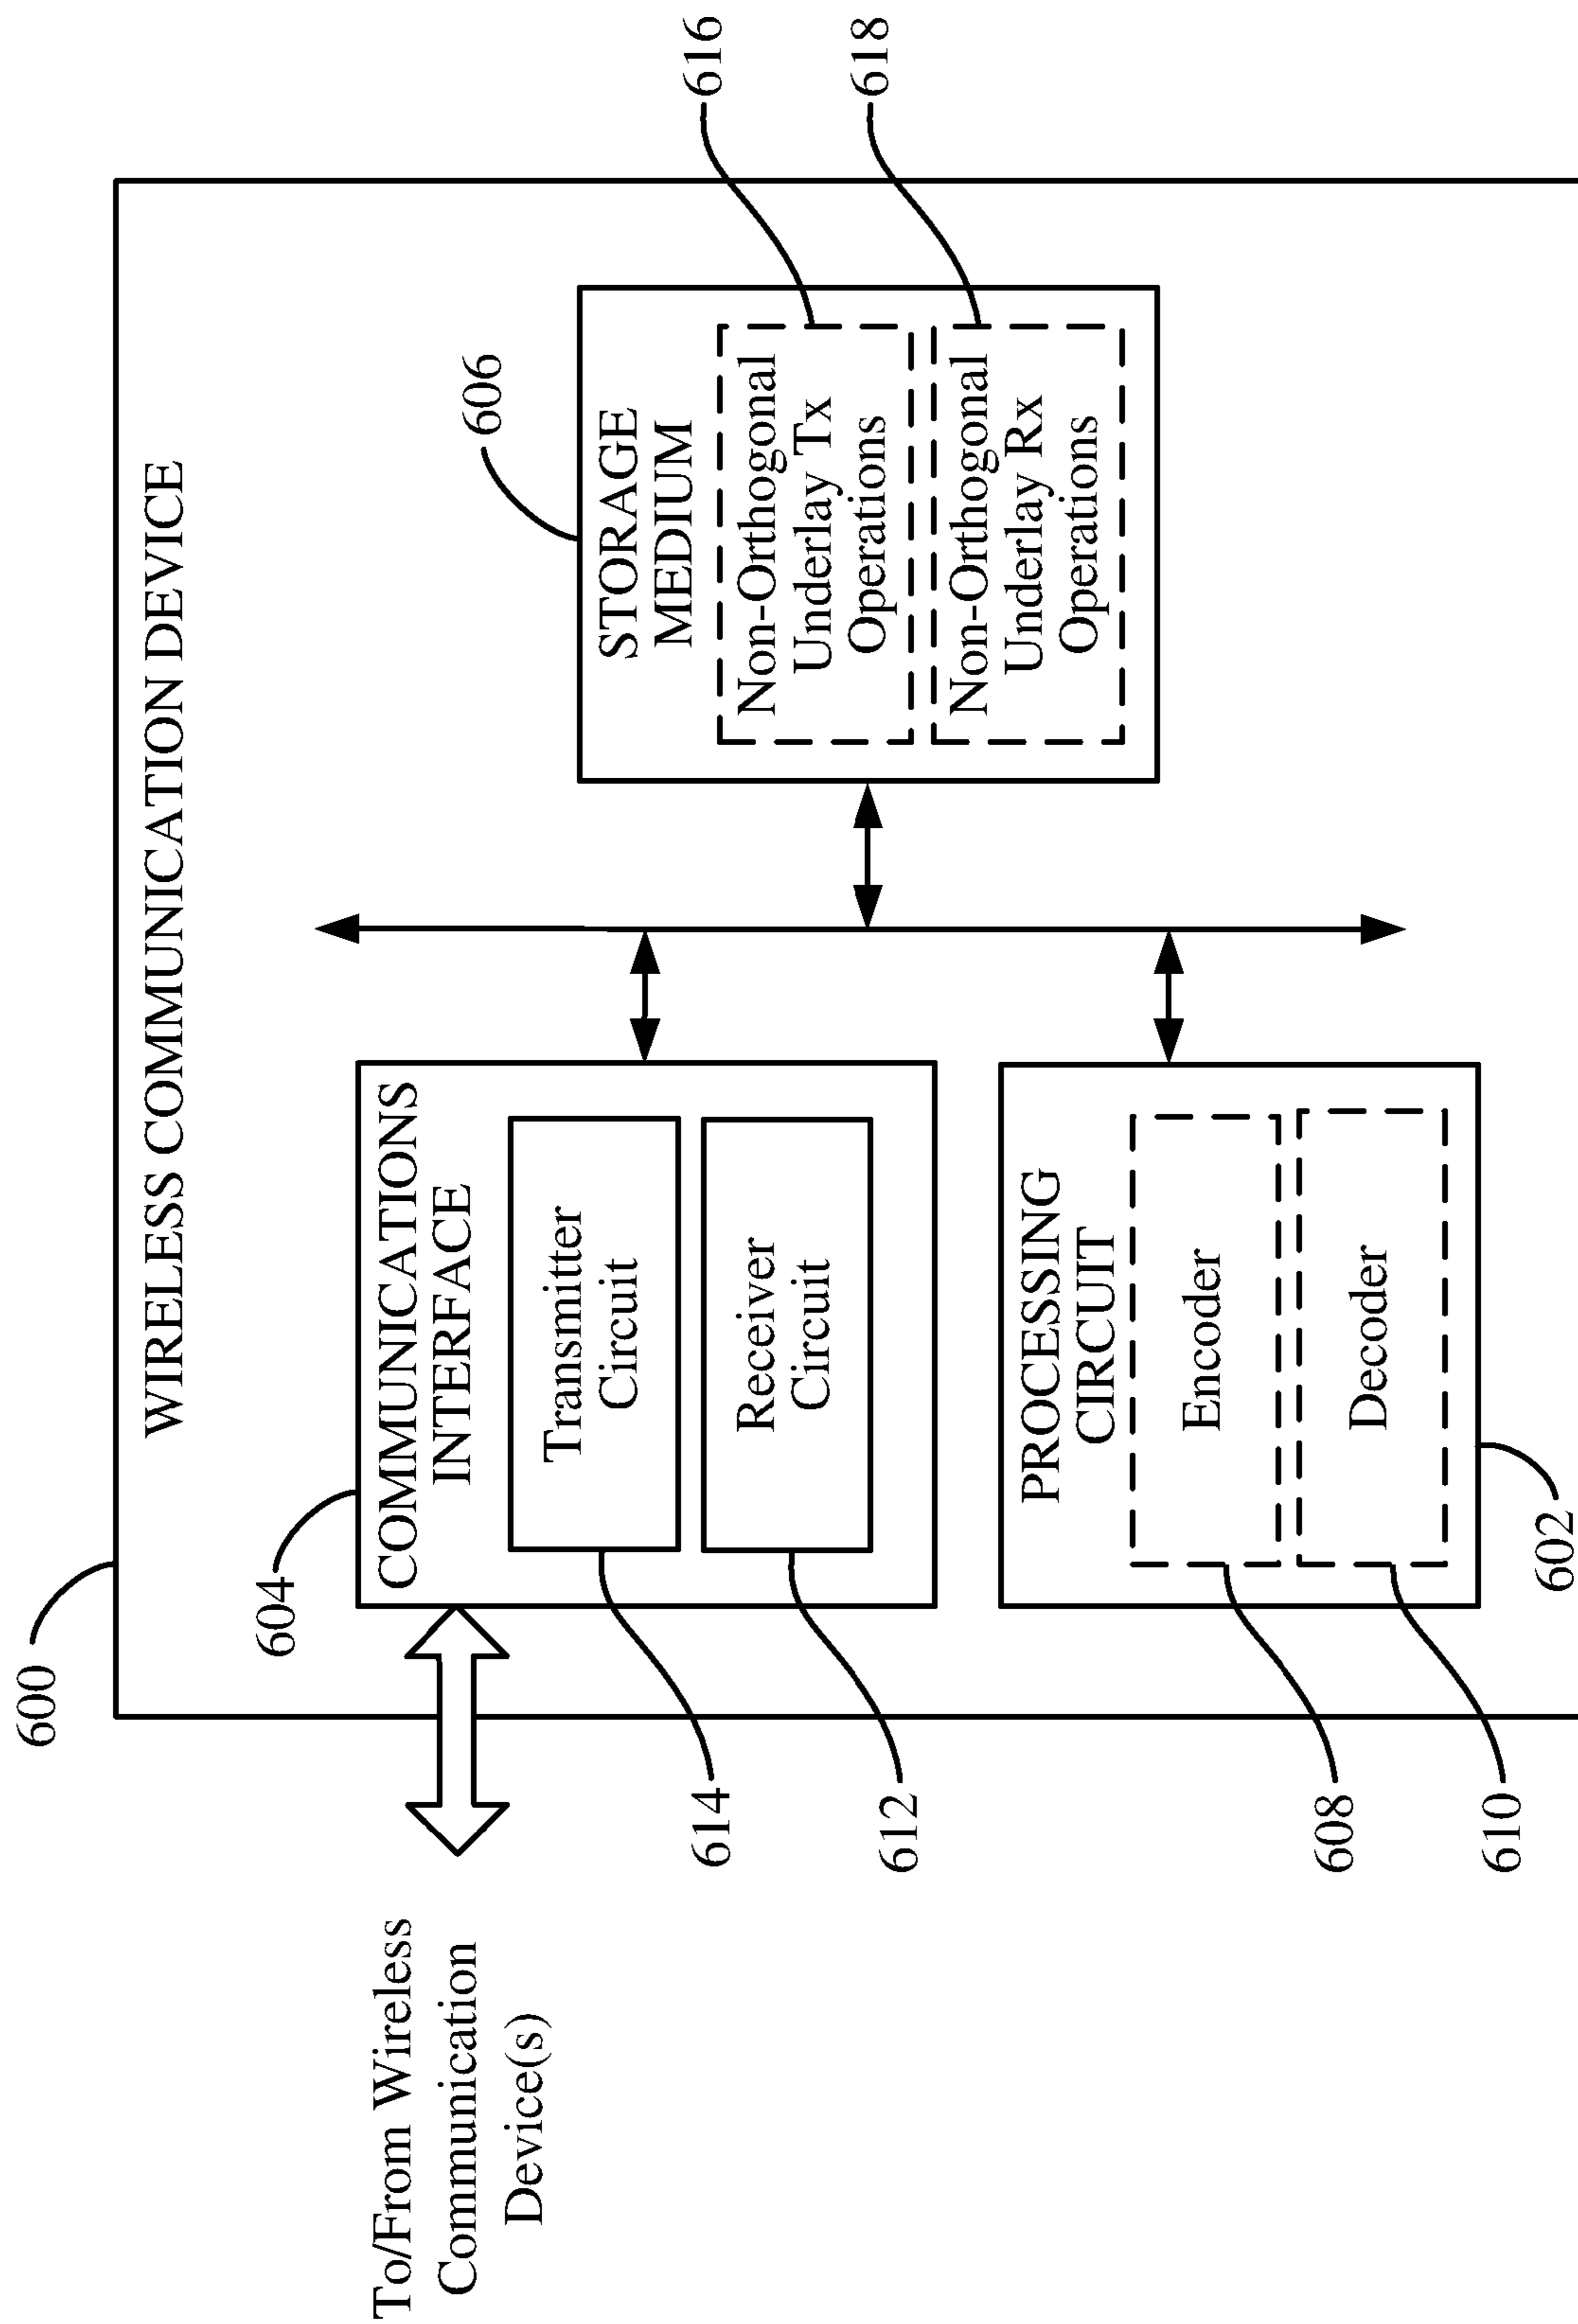 600
WIRELESS COMMUNICATION DEVICE
604
COMMUNICATIONS
INTERFACE
To/From Wireless
Communication
Device(s)
Transmitter
Circuit
614
Receiver
Circuit
612
606
STORAGE
MEDIUM
Non-Orthogonal
Underlay Tx
Operations
616
Non-Orthogonal
Underlay Rx
Operations
618
PROCESSING
CIRCUIT
Encoder
608
Decoder
610
602